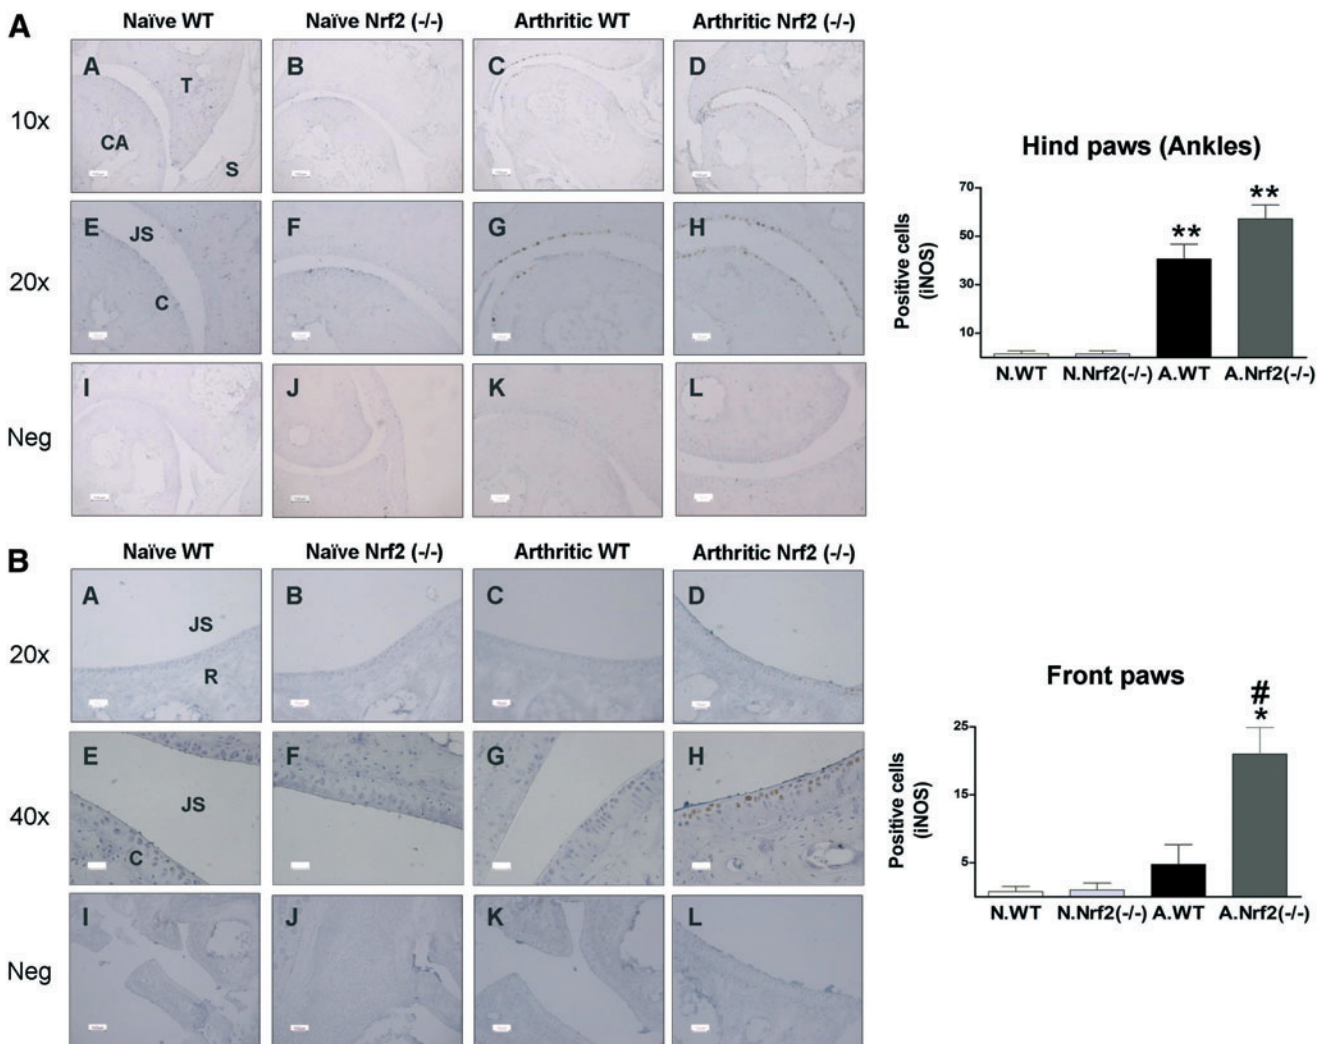 A
Naïve WT
Naïve Nrf2 (-/-)
Arthritic WT
Arthritic Nrf2 (-/-)
10x
A
T
CA
S
B
C
D
20x
E
JS
C
F
G
H
Neg
I
J
K
L
Hind paws (Ankles)
Positive cells
(iNOS)
70
50
30
10
**
**
N.WT
N.Nrf2(-/-)
A.WT
A.Nrf2(-/-)
B
Naïve WT
Naïve Nrf2 (-/-)
Arthritic WT
Arthritic Nrf2 (-/-)
20x
A
JS
R
B
C
D
40x
E
JS
C
F
G
H
Neg
I
J
K
L
Front paws
Positive cells
(iNOS)
25
15
5
#
*
N.WT
N.Nrf2(-/-)
A.WT
A.Nrf2(-/-)